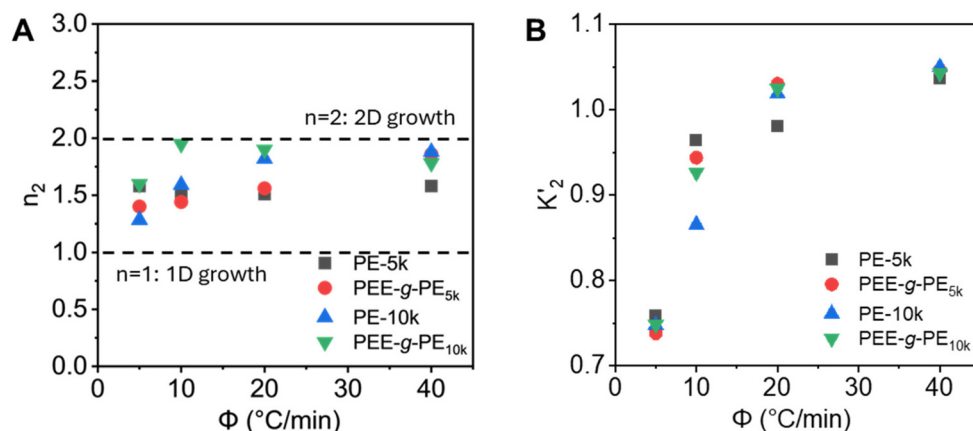 A
3.0
2.5
2.0
1.5
1.0
0.5
0.0
n₂
n=2: 2D growth
n=1: 1D growth
PE-5k
PEE-g-PE₅ₖ
PE-10k
PEE-g-PE₁₀ₖ
0 10 20 30 40
Φ (°C/min)
B
1.1
1.0
0.9
0.8
0.7
K'₂
PE-5k
PEE-g-PE₅ₖ
PE-10k
PEE-g-PE₁₀ₖ
0 10 20 30 40
Φ (°C/min)